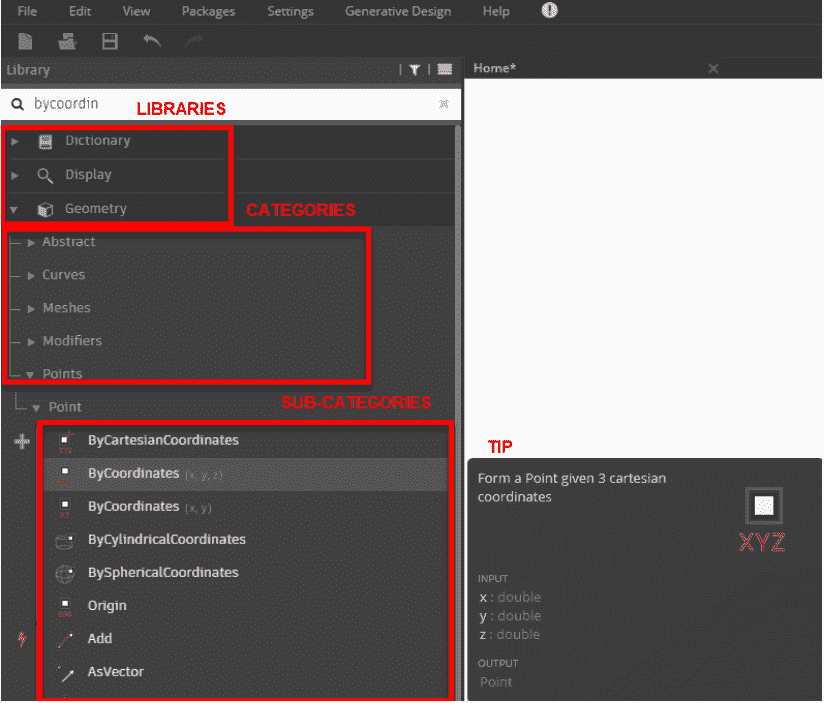 File Edit View Packages Settings Generative Design Help
Library
Home*
bycoordin
LIBRARIES
Dictionary
Display
Geometry
CATEGORIES
Abstract
Curves
Meshes
Modifiers
Points
SUB-CATEGORIES
Point
ByCartesianCoordinates
ByCoordinates (x, y, z)
ByCoordinates (x, y)
ByCylindricalCoordinates
BySphericalCoordinates
Origin
Add
AsVector
TIP
Form a Point given 3 cartesian
coordinates
XYZ
INPUT
x : double
y : double
z : double
OUTPUT
Point